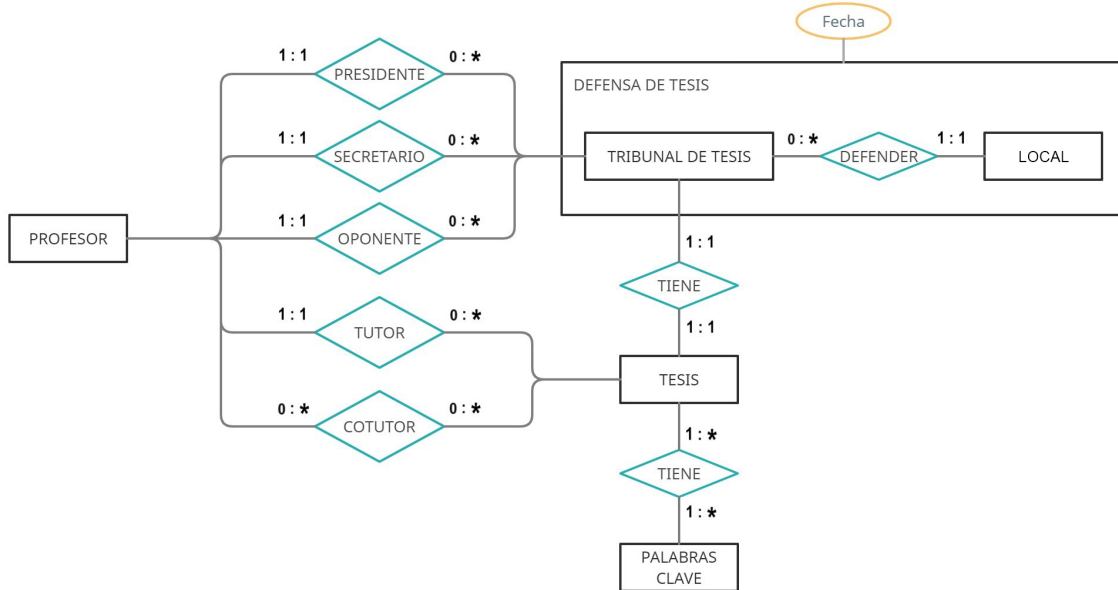 Fecha
1 : 1
0 : *
PRESIDENTE
DEFENSA DE TESIS
1 : 1
0 : *
SECRETARIO
TRIBUNAL DE TESIS
0 : *
DEFENDER
1 : 1
LOCAL
PROFESOR
1 : 1
0 : *
OPONENTE
1 : 1
TIENE
1 : 1
1 : 1
0 : *
TUTOR
TESIS
0 : *
0 : *
COTUTOR
1 : *
TIENE
1 : *
PALABRAS
CLAVE